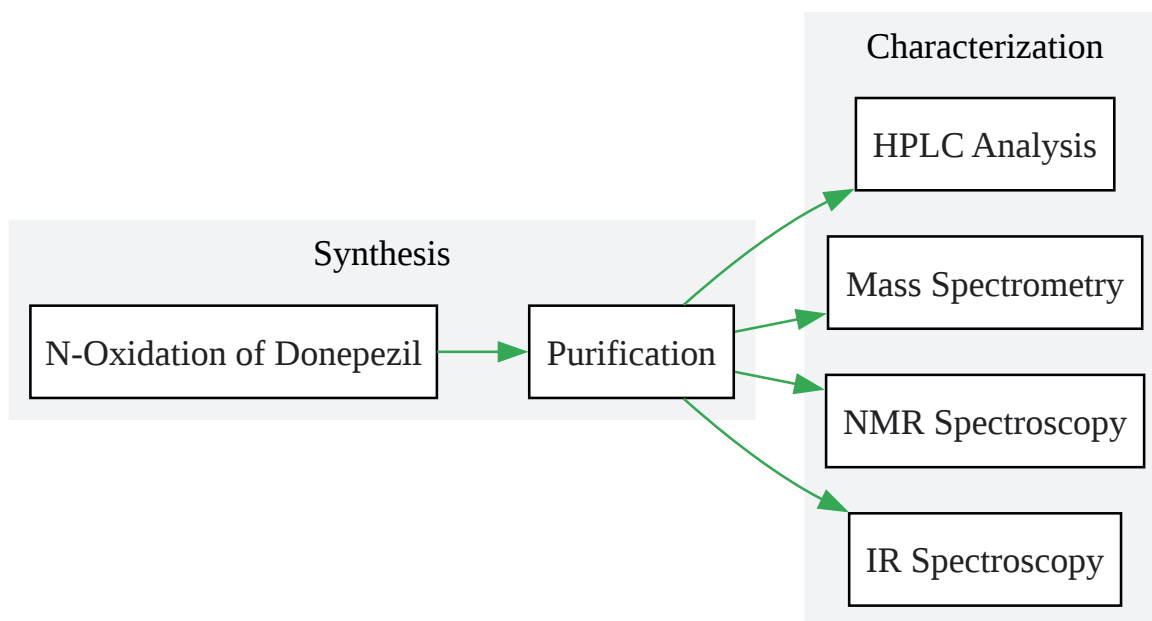 Synthesis
N-Oxidation of Donepezil
Purification
Characterization
HPLC Analysis
Mass Spectrometry
NMR Spectroscopy
IR Spectroscopy